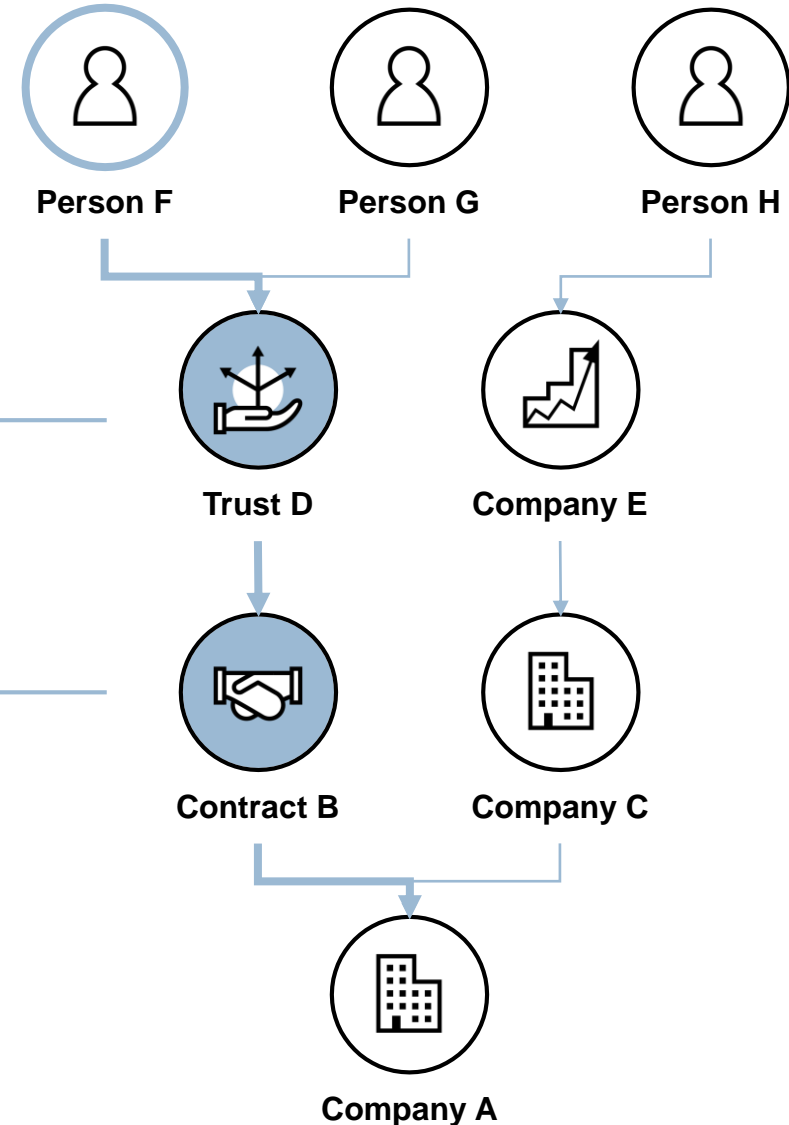 Person F
Person G
Person H
Trust D
Company E
Contract B
Company C
Company A